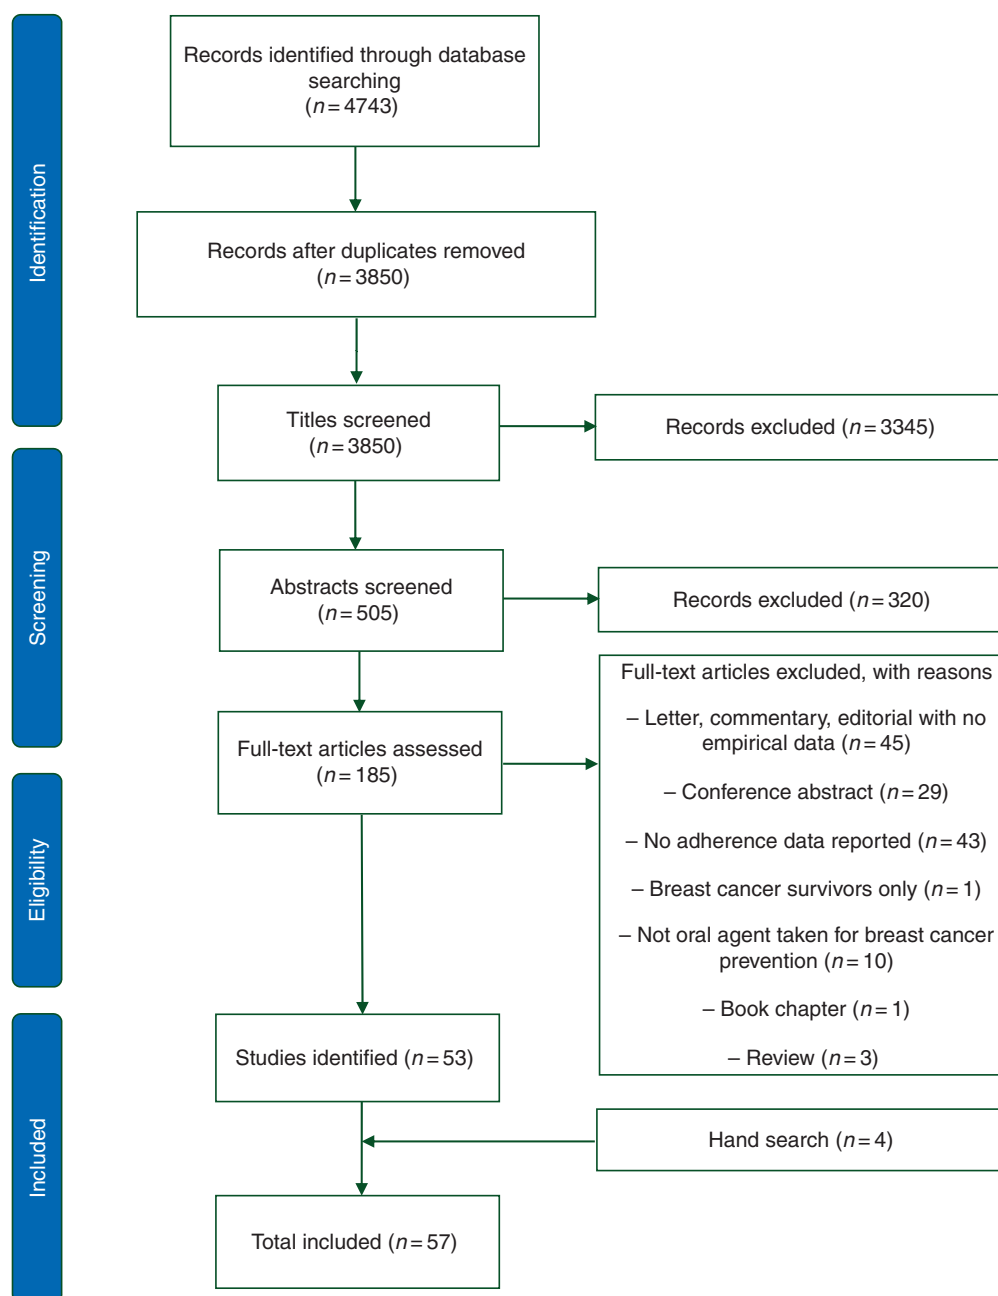 Identification
Records identified through database
searching
(n = 4743)
Records after duplicates removed
(n = 3850)
Titles screened
(n = 3850)
Records excluded (n = 3345)
Screening
Abstracts screened
(n = 505)
Records excluded (n = 320)
Full-text articles assessed
(n = 185)
Full-text articles excluded, with reasons
– Letter, commentary, editorial with no
empirical data (n = 45)
– Conference abstract (n = 29)
– No adherence data reported (n = 43)
– Breast cancer survivors only (n = 1)
– Not oral agent taken for breast cancer
prevention (n = 10)
– Book chapter (n = 1)
– Review (n = 3)
Eligibility
Studies identified (n = 53)
Included
Hand search (n = 4)
Total included (n = 57)